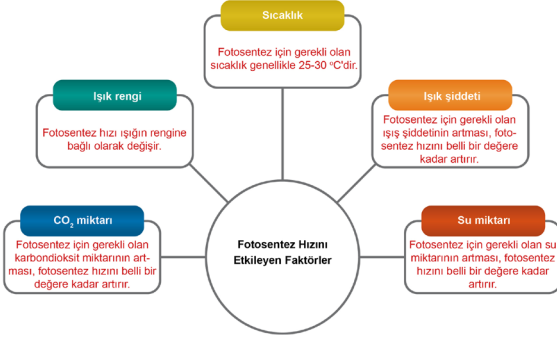 Sıcaklık
Fotosentez için gerekli olan
sıcaklık genellikle 25-30 °C'dir.
Işık rengi
Fotosentez hızı ışığın rengine
bağlı olarak değişir.
Işık şiddeti
Fotosentez için gerekli olan
ışış şiddetinin artması, foto-
sentez hızını belli bir değere
kadar artırır.
CO₂ miktarı
Fotosentez için gerekli olan
karbondioksit miktarının art-
ması, fotosentez hızını belli bir
değere kadar artırır.
Fotosentez Hızını
Etkileyen Faktörler
Su miktarı
Fotosentez için gerekli olan su
miktarının artması, fotosentez
hızını belli bir değere kadar
artırır.